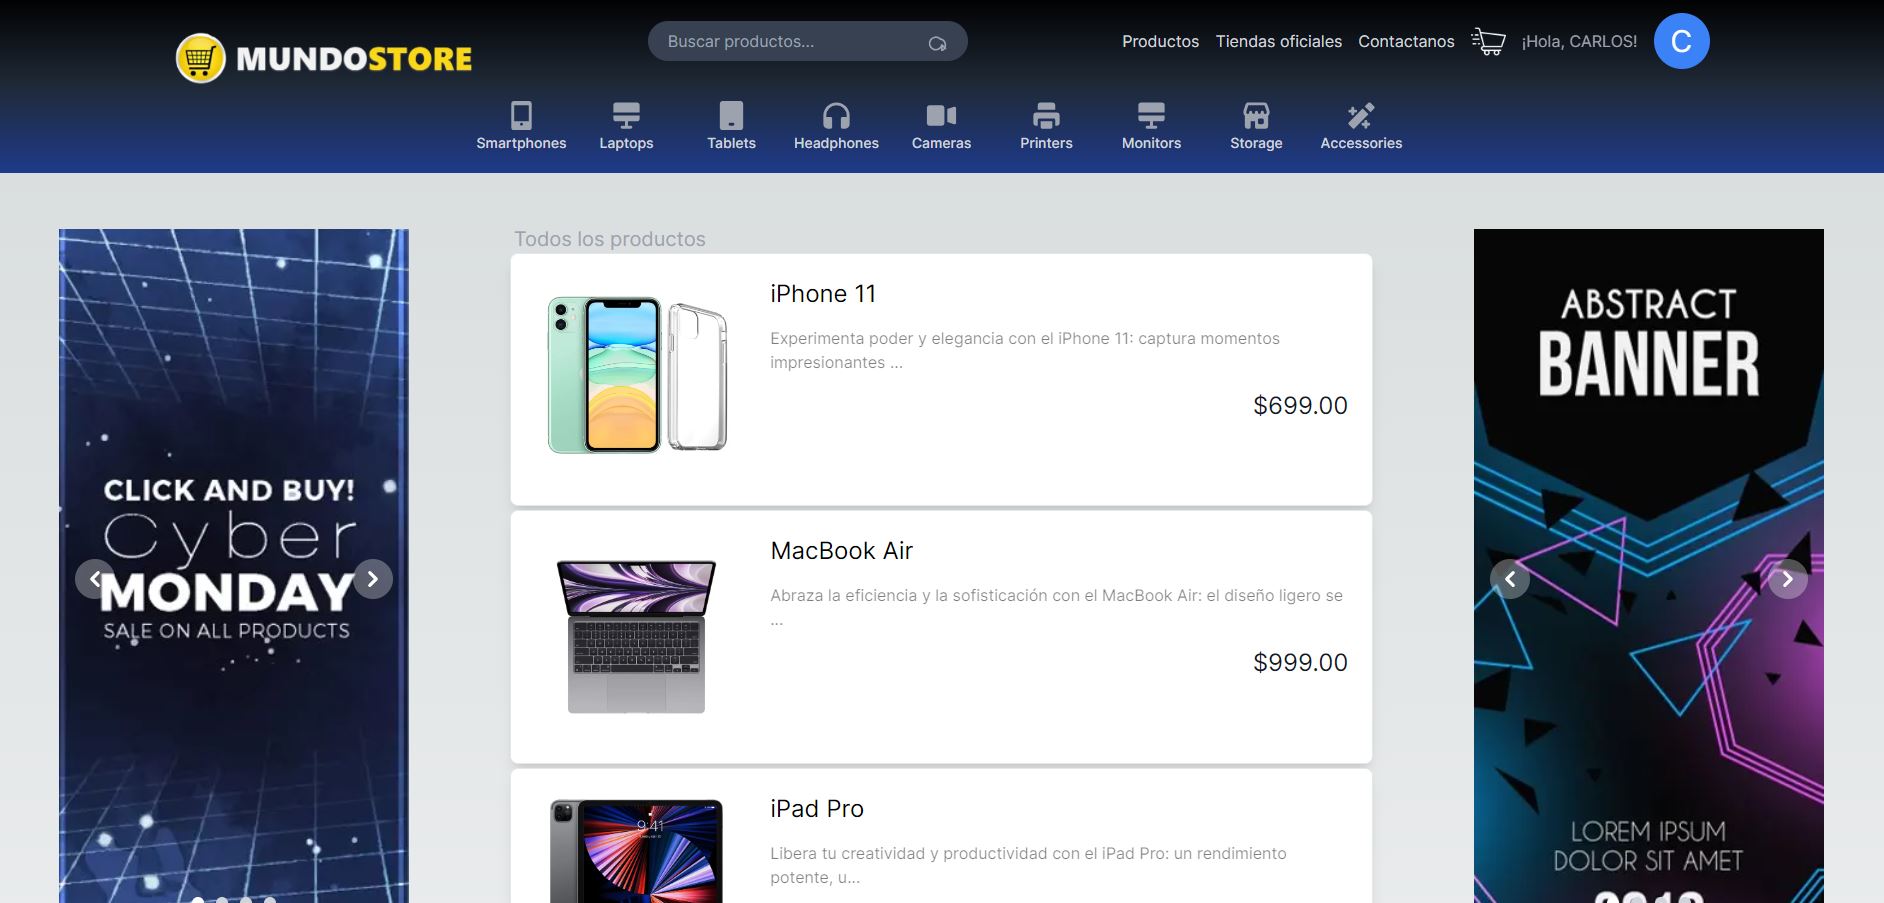 MUNDOSTORE
Buscar productos...
Productos
Tiendas oficiales
Contactanos
¡Hola, CARLOS!
C
Smartphones
Laptops
Tablets
Headphones
Cameras
Printers
Monitors
Storage
Accessories
CLICK AND BUY!
Cyber
MONDAY
SALE ON ALL PRODUCTS
Todos los productos
iPhone 11
Experimenta poder y elegancia con el iPhone 11: captura momentos
impresionantes ...
$699.00
MacBook Air
Abraza la eficiencia y la sofisticación con el MacBook Air: el diseño ligero se
...
$999.00
9:41
iPad Pro
Libera tu creatividad y productividad con el iPad Pro: un rendimiento
potente, u...
ABSTRACT
BANNER
LOREM IPSUM
DOLOR SIT AMET